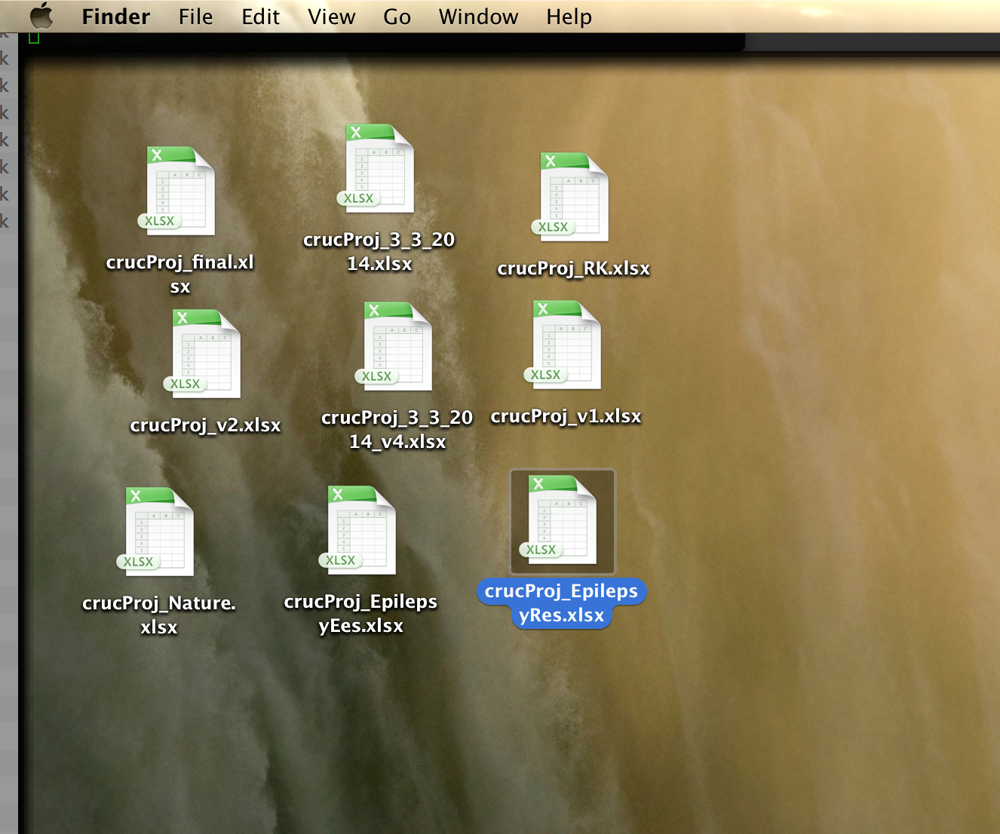 Finder File Edit View Go Window Help
k
k
k
k
k
k
k
XLSX
crucProj_final.xl
sx
XLSX
crucProj_3_3_20
14.xlsx
XLSX
crucProj_RK.xlsx
XLSX
crucProj_v2.xlsx
XLSX
crucProj_3_3_20
14_v4.xlsx
XLSX
crucProj_v1.xlsx
XLSX
crucProj_Nature.
xlsx
XLSX
crucProj_Epileps
yEes.xlsx
XLSX
crucProj_Epileps
yRes.xlsx